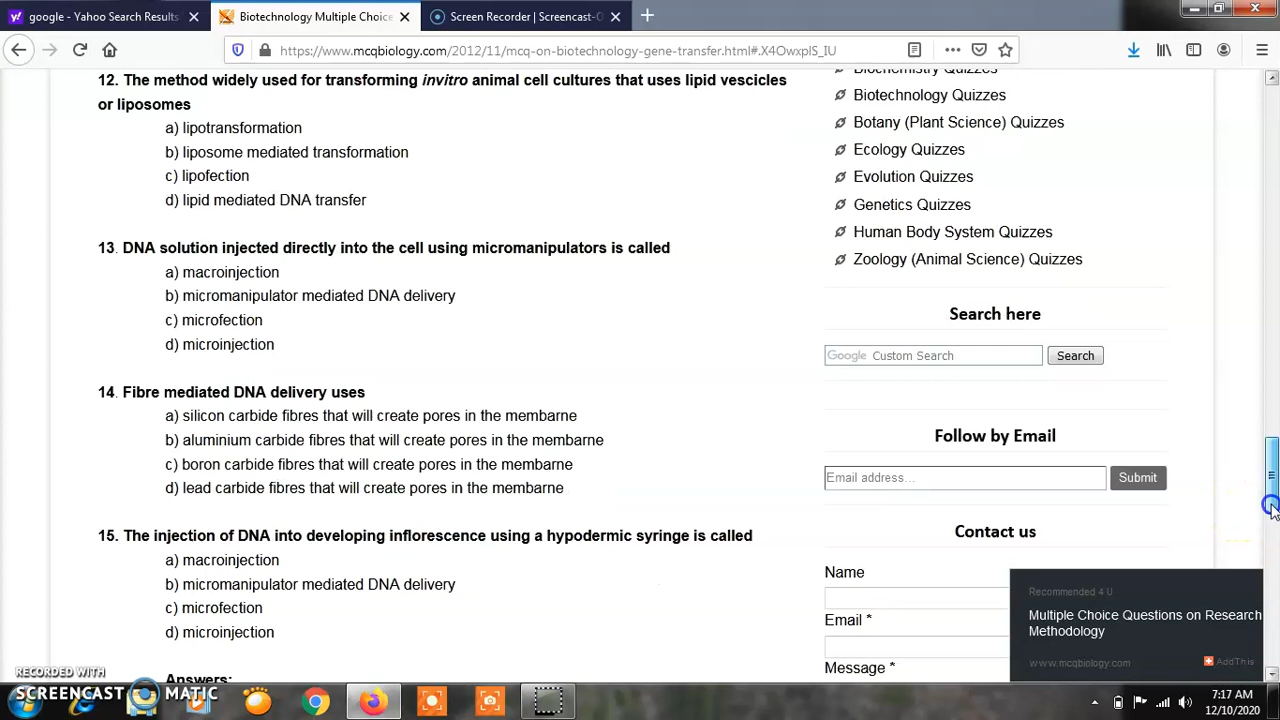 google - Yahoo Search Results
Biotechnology Multiple Choice
Screen Recorder | Screencast-O
https://www.mcqbiology.com/2012/11/mcq-on-biotechnology-gene-transfer.html#.X4OwxplS_IU
12. The method widely used for transforming invitro animal cell cultures that uses lipid vescicles
or liposomes
a) lipotransformation
b) liposome mediated transformation
c) lipofection
d) lipid mediated DNA transfer
13. DNA solution injected directly into the cell using micromanipulators is called
a) macroinjection
b) micromanipulator mediated DNA delivery
c) microfection
d) microinjection
14. Fibre mediated DNA delivery uses
a) silicon carbide fibres that will create pores in the membarne
b) aluminium carbide fibres that will create pores in the membarne
c) boron carbide fibres that will create pores in the membarne
d) lead carbide fibres that will create pores in the membarne
15. The injection of DNA into developing inflorescence using a hypodermic syringe is called
a) macroinjection
b) micromanipulator mediated DNA delivery
c) microfection
d) microinjection
Answers:
Biochemistry Quizzes
Biotechnology Quizzes
Botany (Plant Science) Quizzes
Ecology Quizzes
Evolution Quizzes
Genetics Quizzes
Human Body System Quizzes
Zoology (Animal Science) Quizzes
Search here
Google Custom Search
Search
Follow by Email
Email address...
Submit
Contact us
Name
Email *
Message *
Recommended 4 U
Multiple Choice Questions on Research
Methodology
www.mcqbiology.com
AddThis
RECORDED WITH
SCREENCAST MATIC
7:17 AM
12/10/2020